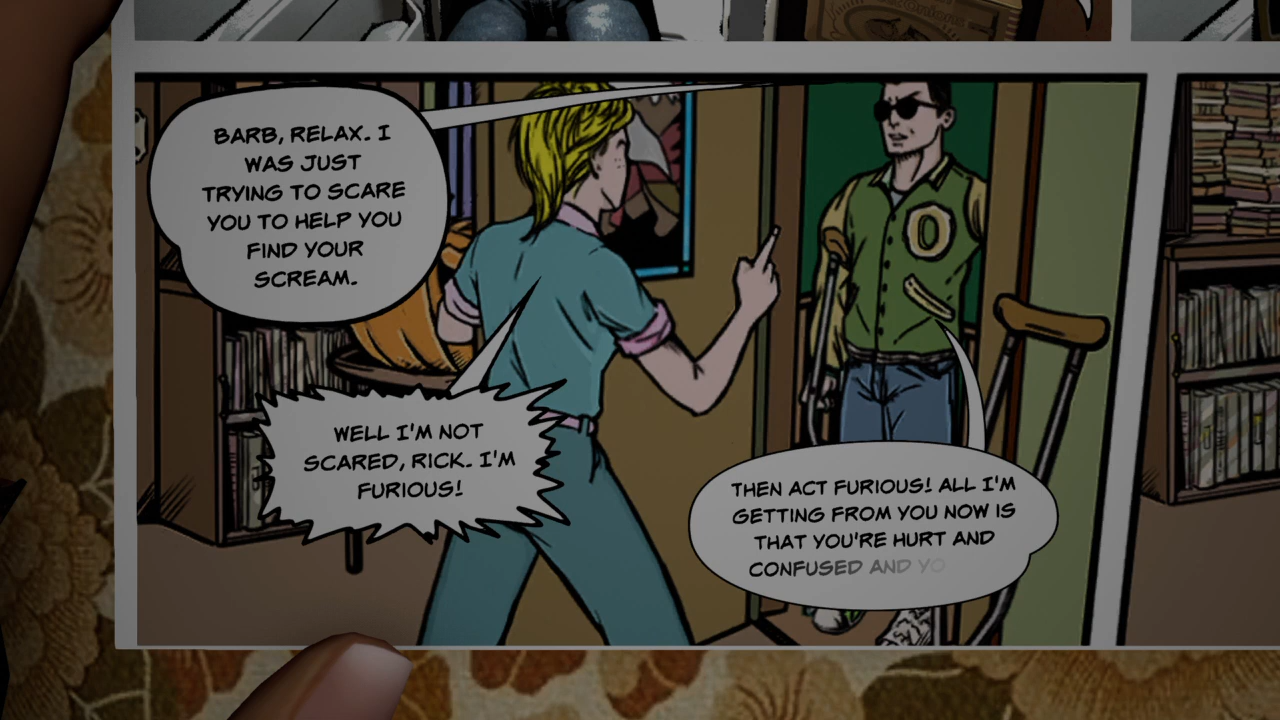 BARB, RELAX. I
WAS JUST
TRYING TO SCARE
YOU TO HELP YOU
FIND YOUR
SCREAM.
WELL I'M NOT
SCARED, RICK. I'M
FURIOUS!
O
THEN ACT FURIOUS! ALL I'M
GETTING FROM YOU NOW IS
THAT YOU'RE HURT AND
CONFUSED AND YO